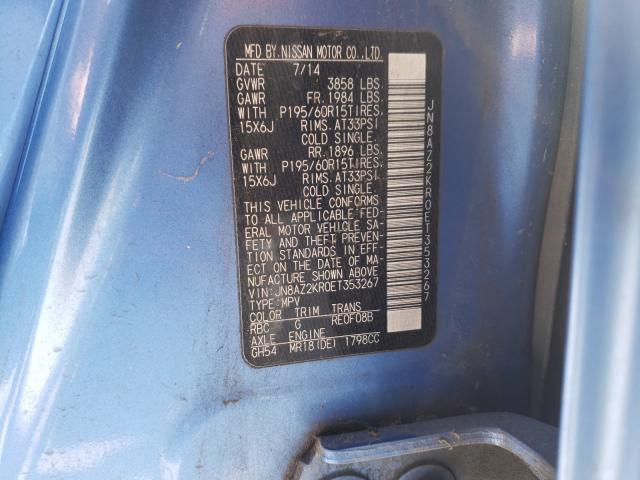 MFD BY.NISSAN MOTOR CO.,LTD.
DATE 7/14
GVWR 3858 LBS.
GAWR FR.1984 LBS.
WITH P195/60R15TIRES,
15X6J RIMS.AT33PSI
COLD SINGLE.
GAWR RR.1896 LBS.
WITH P195/60R15TIRES,
15X6J RIMS.AT33PSI
COLD SINGLE.
THIS VEHICLE CONFORMS
TO ALL APPLICABLE FED-
ERAL MOTOR VEHICLE SA-
FETY AND THEFT PREVEN-
TION STANDARDS IN EFF-
ECT ON THE DATE OF MA-
NUFACTURE SHOWN ABOVE.
VIN:JN8AZ2KR0ET353267
TYPE:MPV
COLOR TRIM TRANS
RBC G RE0F08B
AXLE ENGINE
GH54 MR18(DE) 1798CC
JN8AZ2KR0ET353267